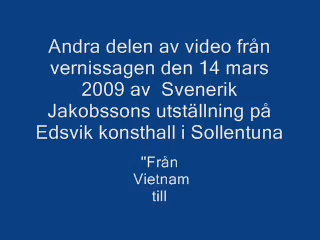 Andra delen av video från
vernissagen den 14 mars
2009 av  Svenerik
Jakobssons utställning på
Edsvik konsthall i Sollentuna
"Från
Vietnam
till